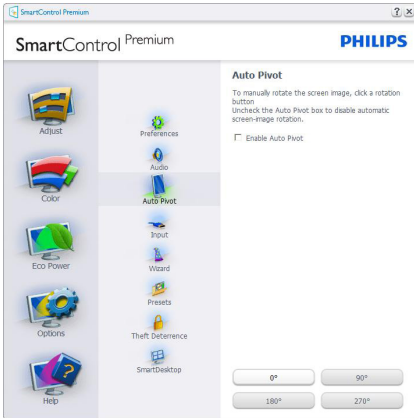 SmartControl Premium
? ×
SmartControl Premium
PHILIPS
Adjust
Color
Eco Power
Options
Help
Preferences
Audio
Auto Pivot
Input
Wizard
Presets
Theft Deterrence
SmartDesktop
Auto Pivot
To manually rotate the screen image, click a rotation
button
Uncheck the Auto Pivot box to disable automatic
screen-image rotation.
Enable Auto Pivot
0°
90°
180°
270°